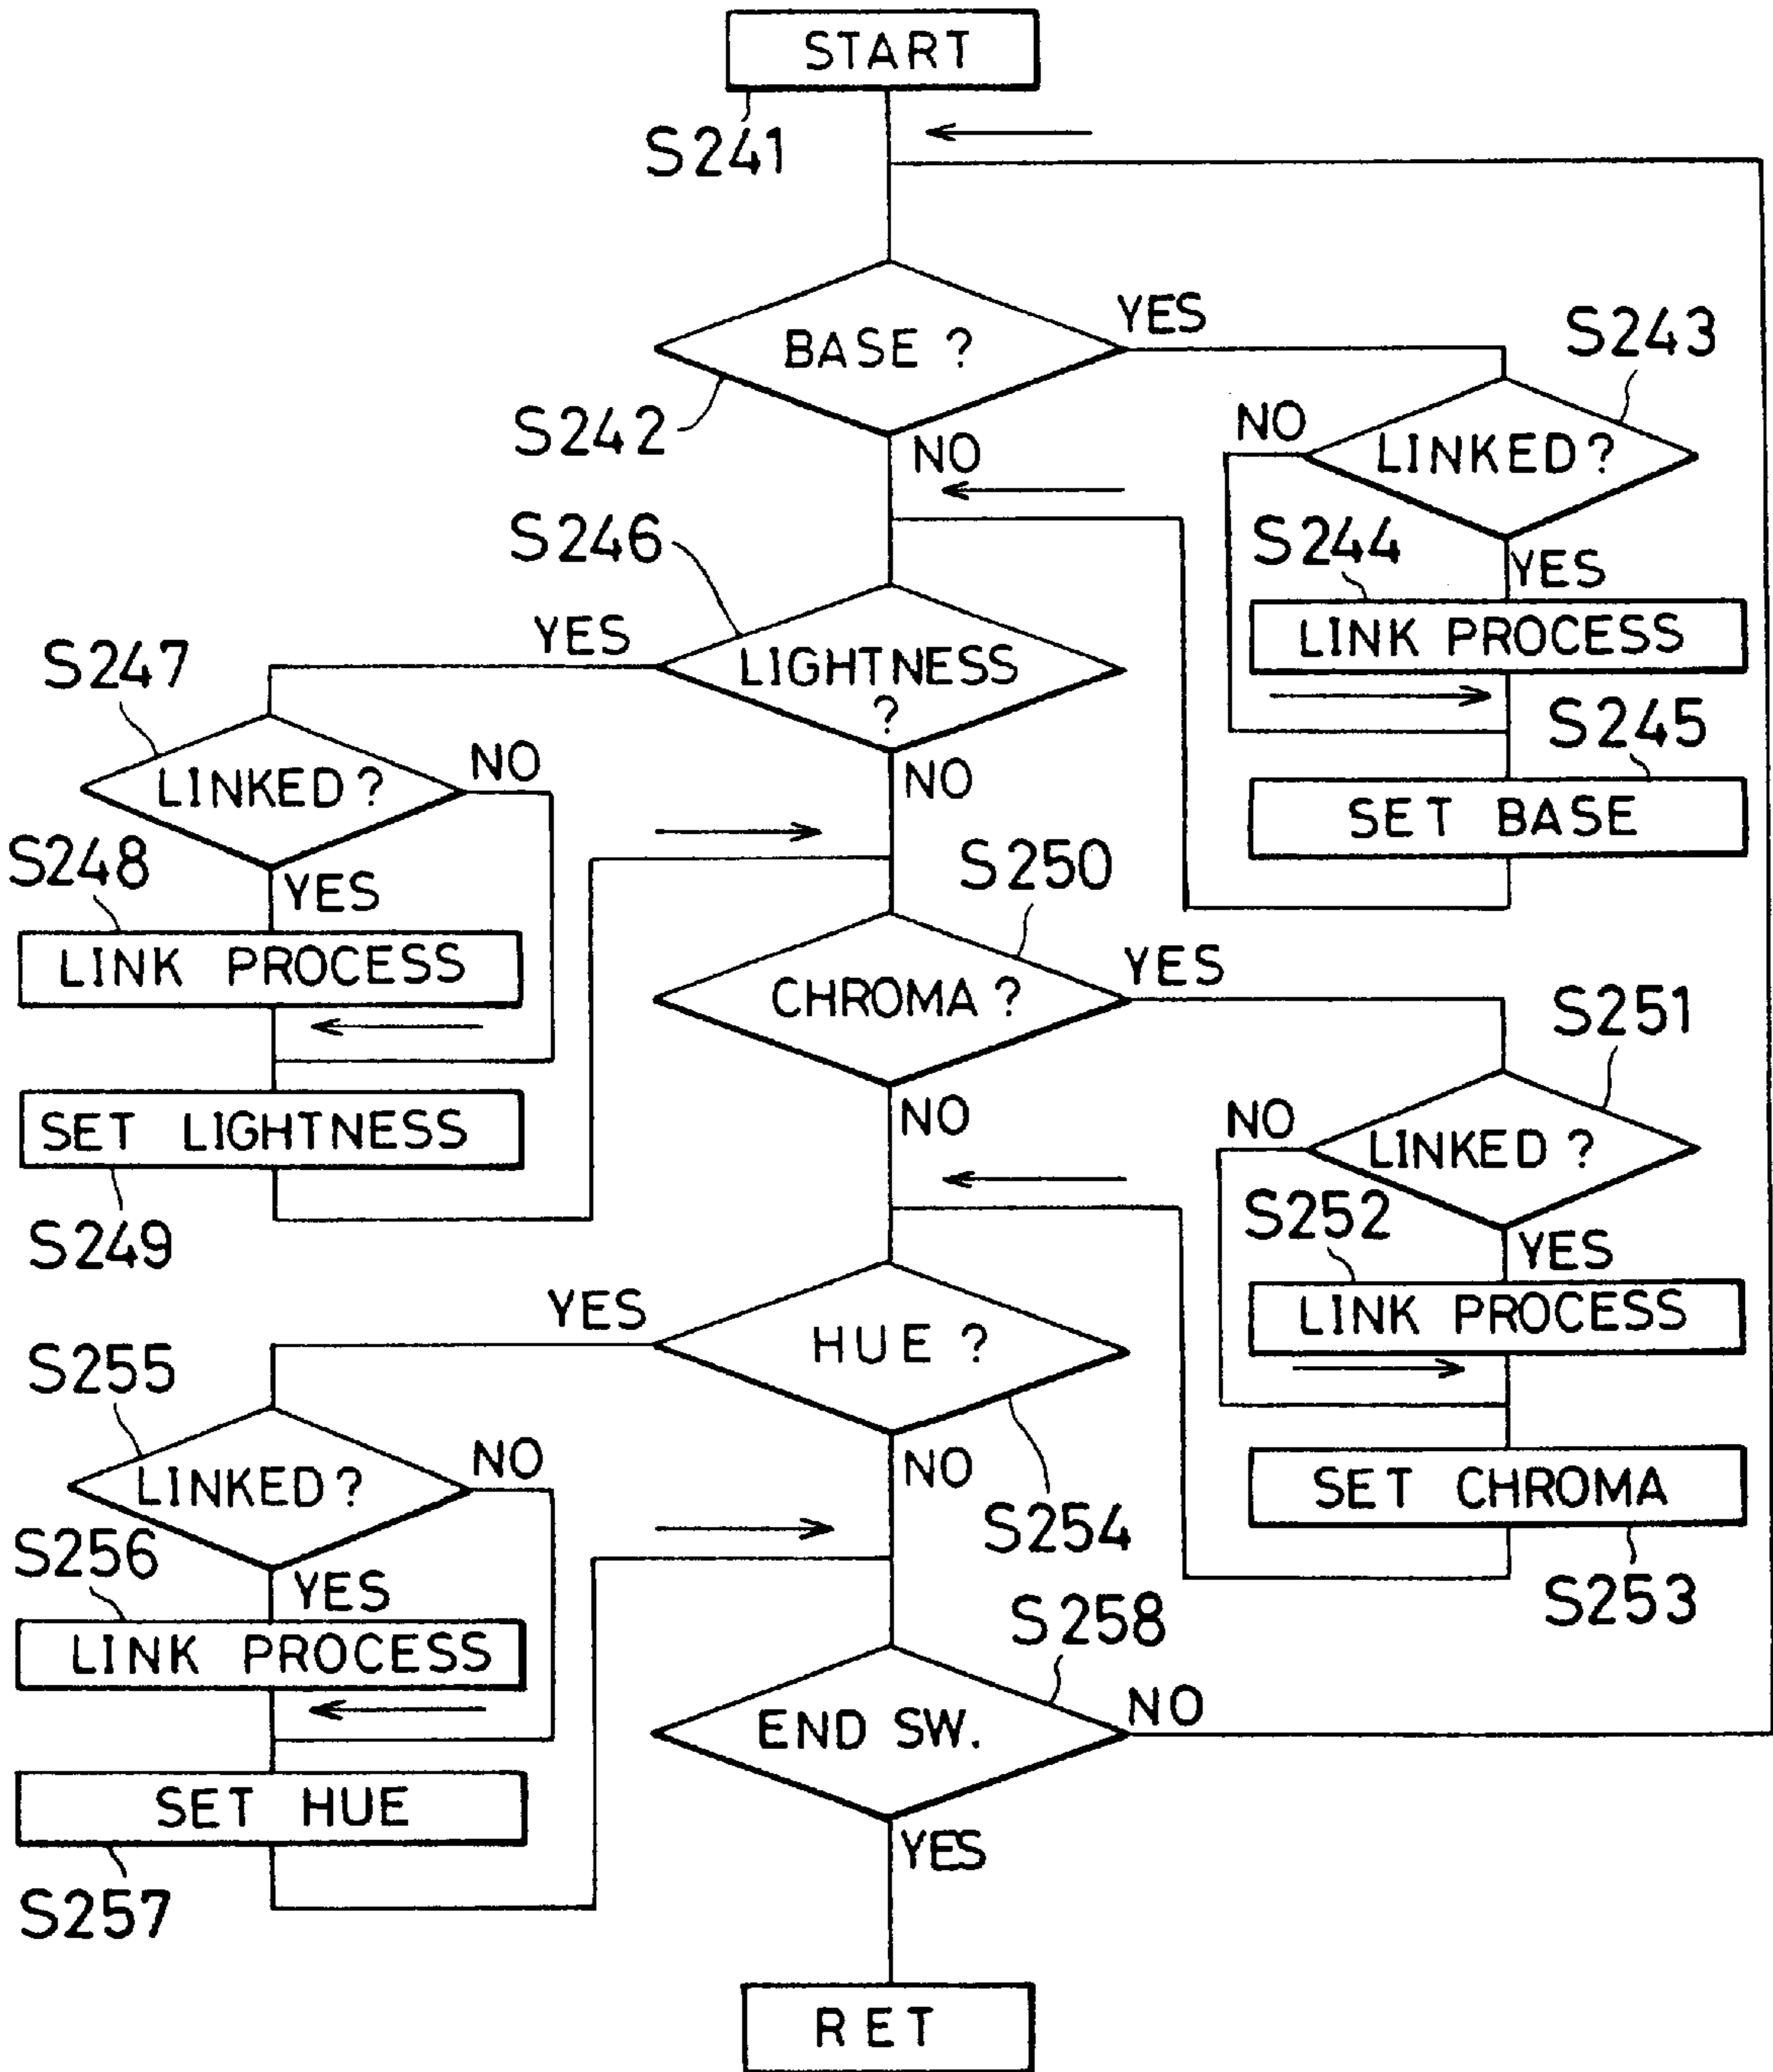 START
S241
BASE ?
YES
S242
NO
S243
NO
LINKED ?
S244
YES
LINK PROCESS
S245
SET BASE
S246
YES
LIGHTNESS
?
NO
S247
LINKED ?
NO
S248
YES
LINK PROCESS
SET LIGHTNESS
S249
S250
CHROMA ?
YES
NO
S251
NO
LINKED ?
S252
YES
LINK PROCESS
SET CHROMA
S253
YES
HUE ?
NO
S254
S255
LINKED ?
NO
S256
YES
LINK PROCESS
SET HUE
S257
S258
END SW.
NO
YES
RET